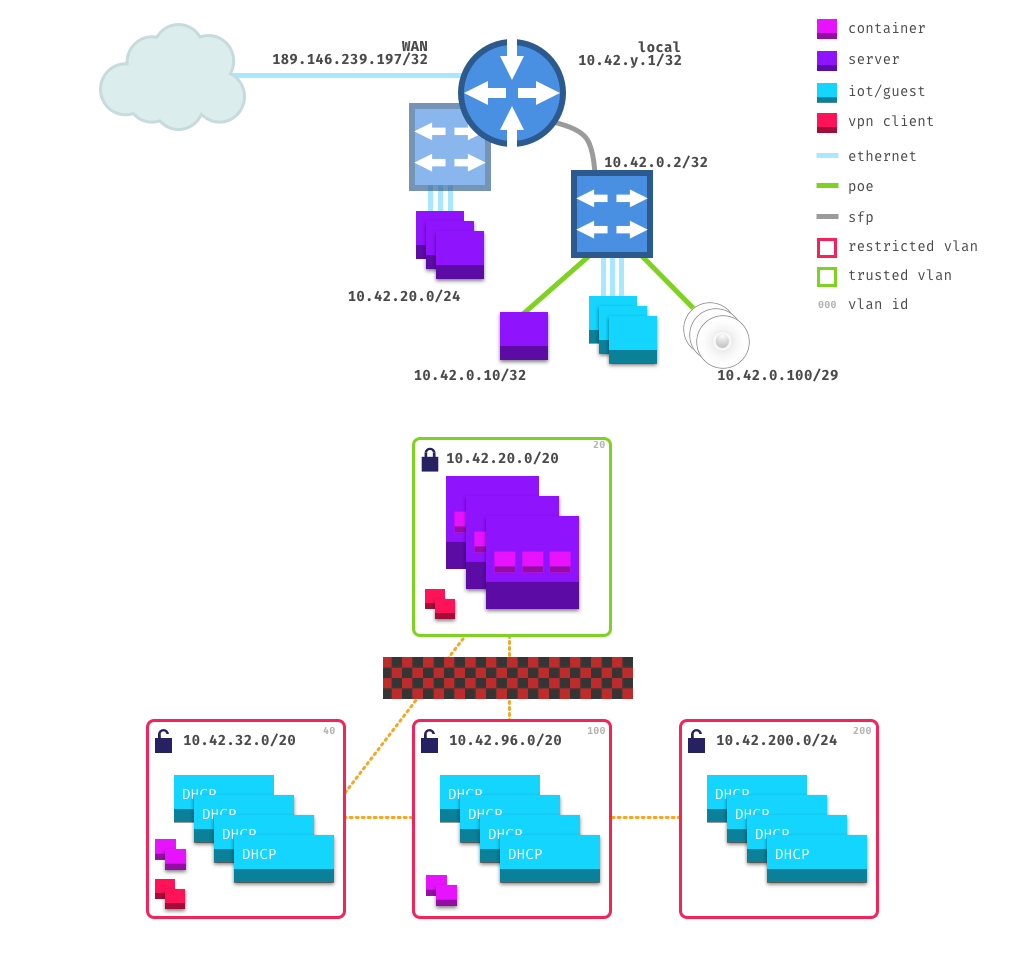 WAN
189.146.239.197/32
local
10.42.y.1/32
container
server
iot/guest
vpn client
ethernet
poe
sfp
restricted vlan
trusted vlan
000 vlan id
10.42.0.2/32
10.42.20.0/24
10.42.0.10/32
10.42.0.100/29
20
10.42.20.0/20
40
10.42.32.0/20
DHCP
DHCP
DHCP
DHCP
100
10.42.96.0/20
DHCP
DHCP
DHCP
DHCP
200
10.42.200.0/24
DHCP
DHCP
DHCP
DHCP